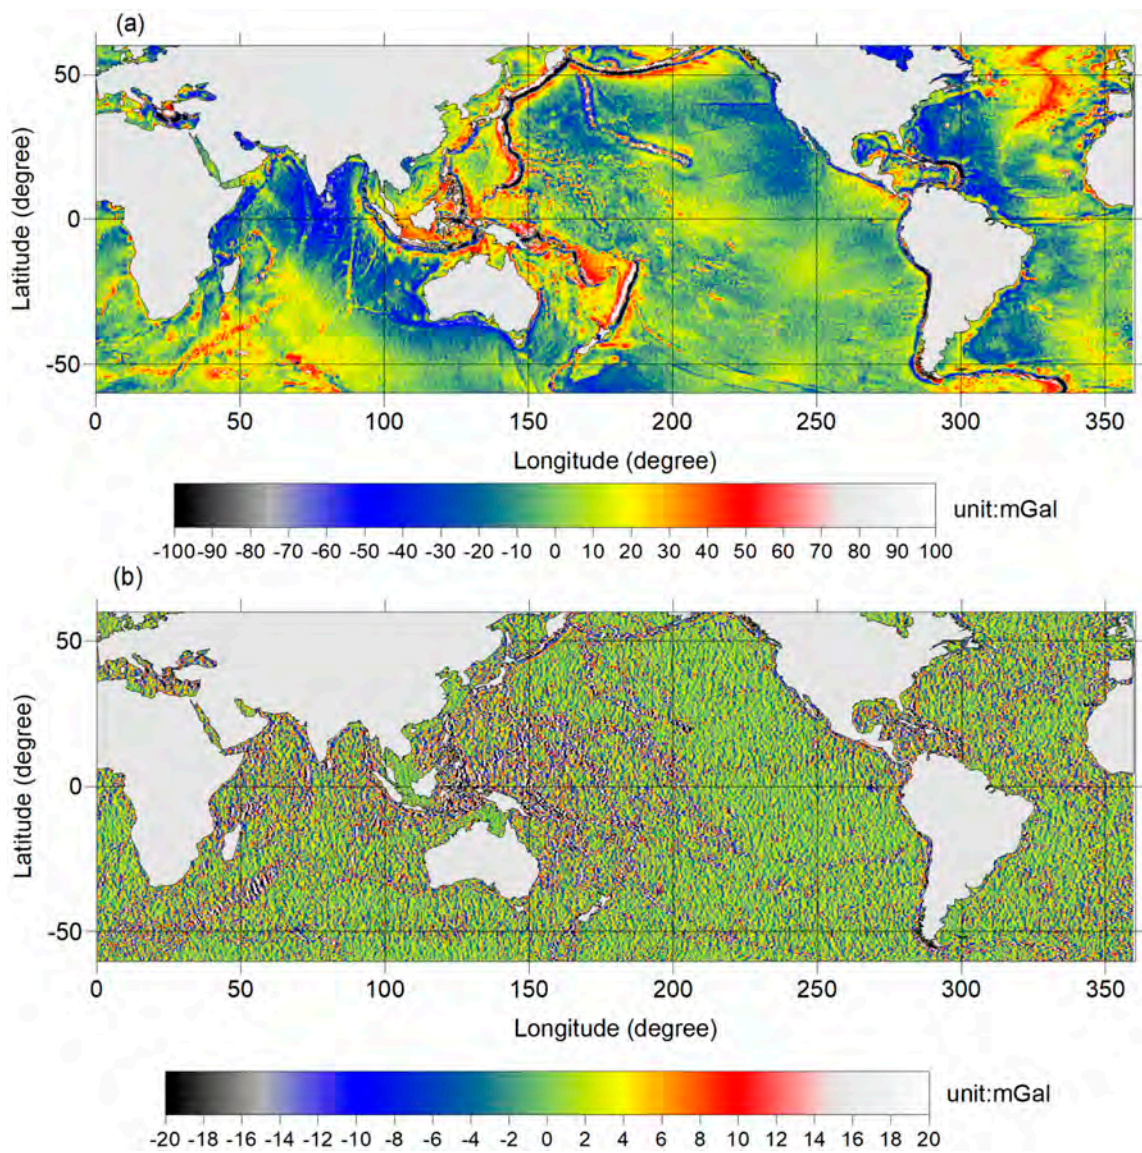 (a)
50
0
-50
Latitude (degree)
0 50 100 150 200 250 300 350
Longitude (degree)
unit:mGal
-100 -90 -80 -70 -60 -50 -40 -30 -20 -10 0 10 20 30 40 50 60 70 80 90 100
(b)
50
0
-50
Latitude (degree)
0 50 100 150 200 250 300 350
Longitude (degree)
unit:mGal
-20 -18 -16 -14 -12 -10 -8 -6 -4 -2 0 2 4 6 8 10 12 14 16 18 20